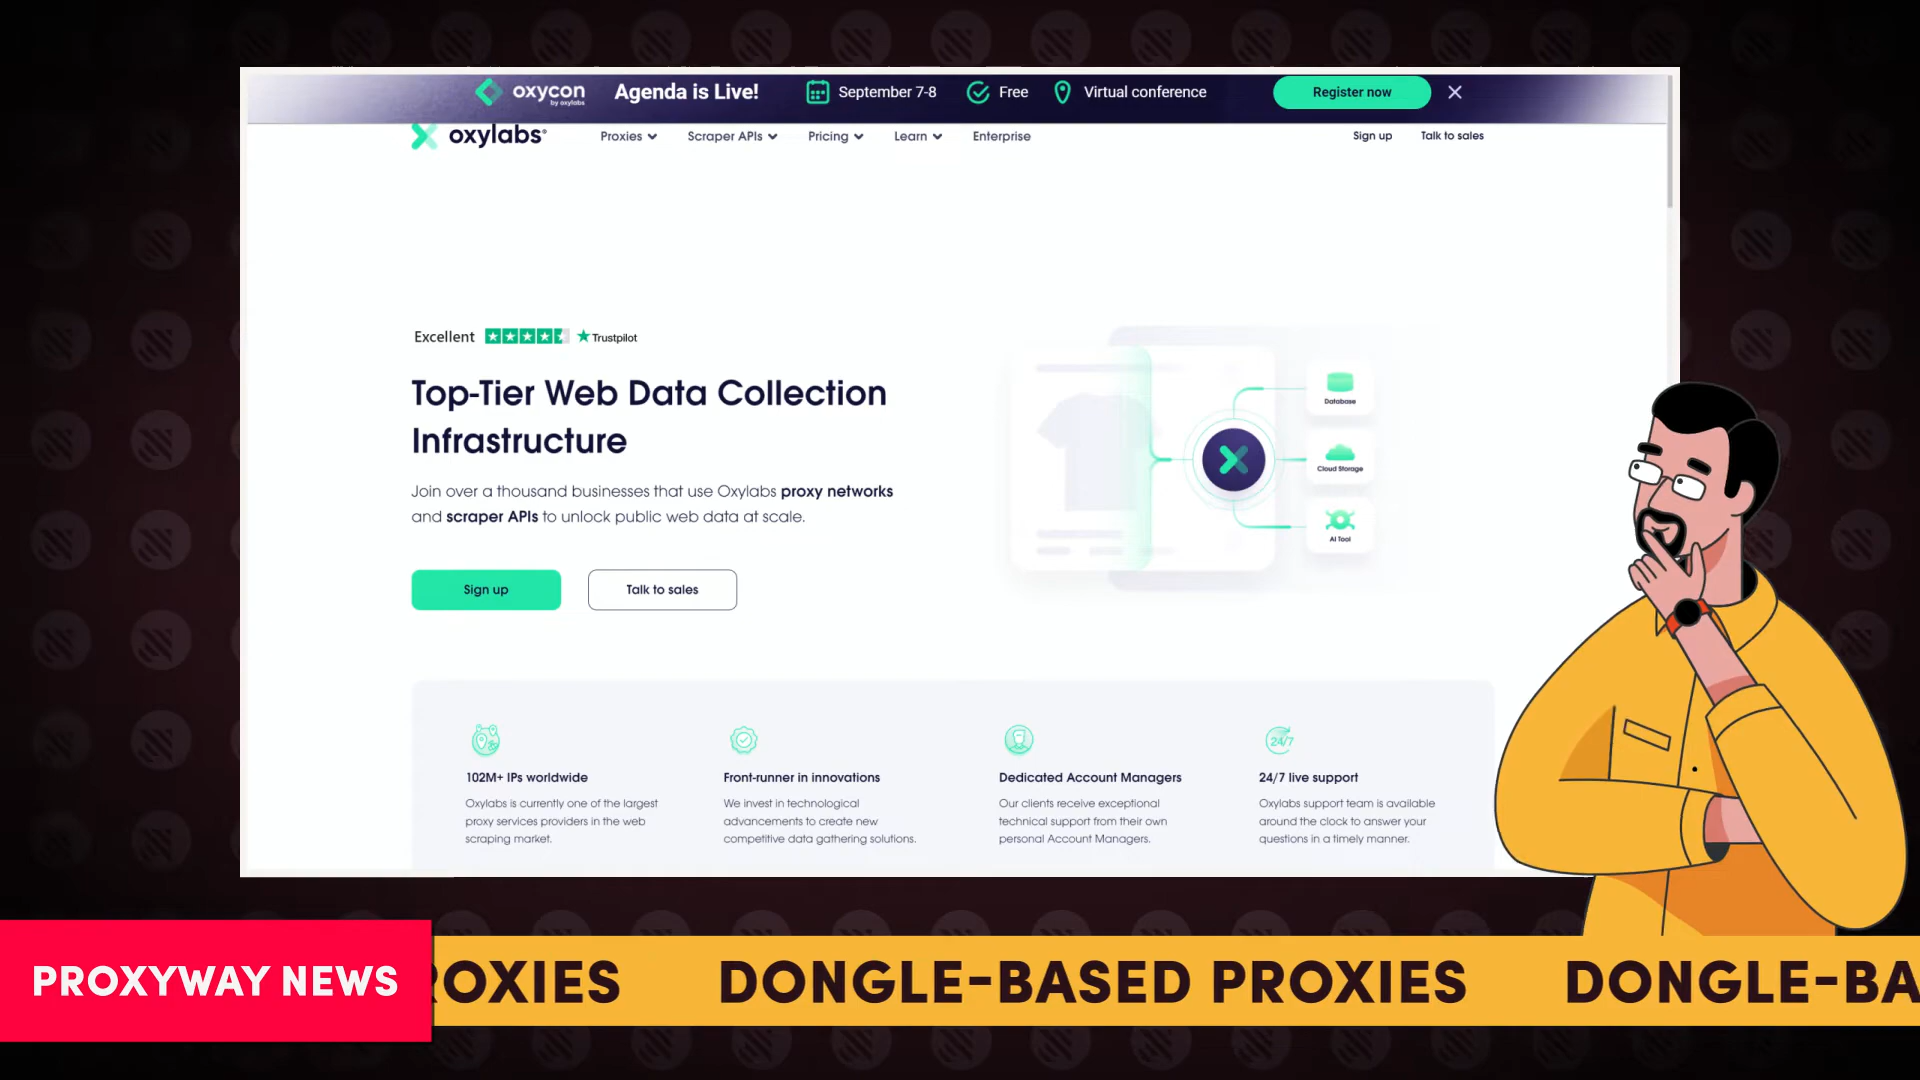 oxycon
by oxylabs
Agenda is Live!
September 7-8
Free
Virtual conference
Register now
oxylabs®
Proxies
Scraper APIs
Pricing
Learn
Enterprise
Sign up
Talk to sales
Excellent
Trustpilot
Top-Tier Web Data Collection
Infrastructure
Join over a thousand businesses that use Oxylabs proxy networks
and scraper APIs to unlock public web data at scale.
Sign up
Talk to sales
Database
Cloud Storage
AI Tool
102M+ IPs worldwide
Oxylabs is currently one of the largest
proxy services providers in the web
scraping market.
Front-runner in innovations
We invest in technological
advancements to create new
competitive data gathering solutions.
Dedicated Account Managers
Our clients receive exceptional
technical support from their own
personal Account Managers.
24/7
24/7 live support
Oxylabs support team is available
around the clock to answer your
questions in a timely manner.
PROXYWAY NEWS
ROXIES DONGLE-BASED PROXIES DONGLE-BA